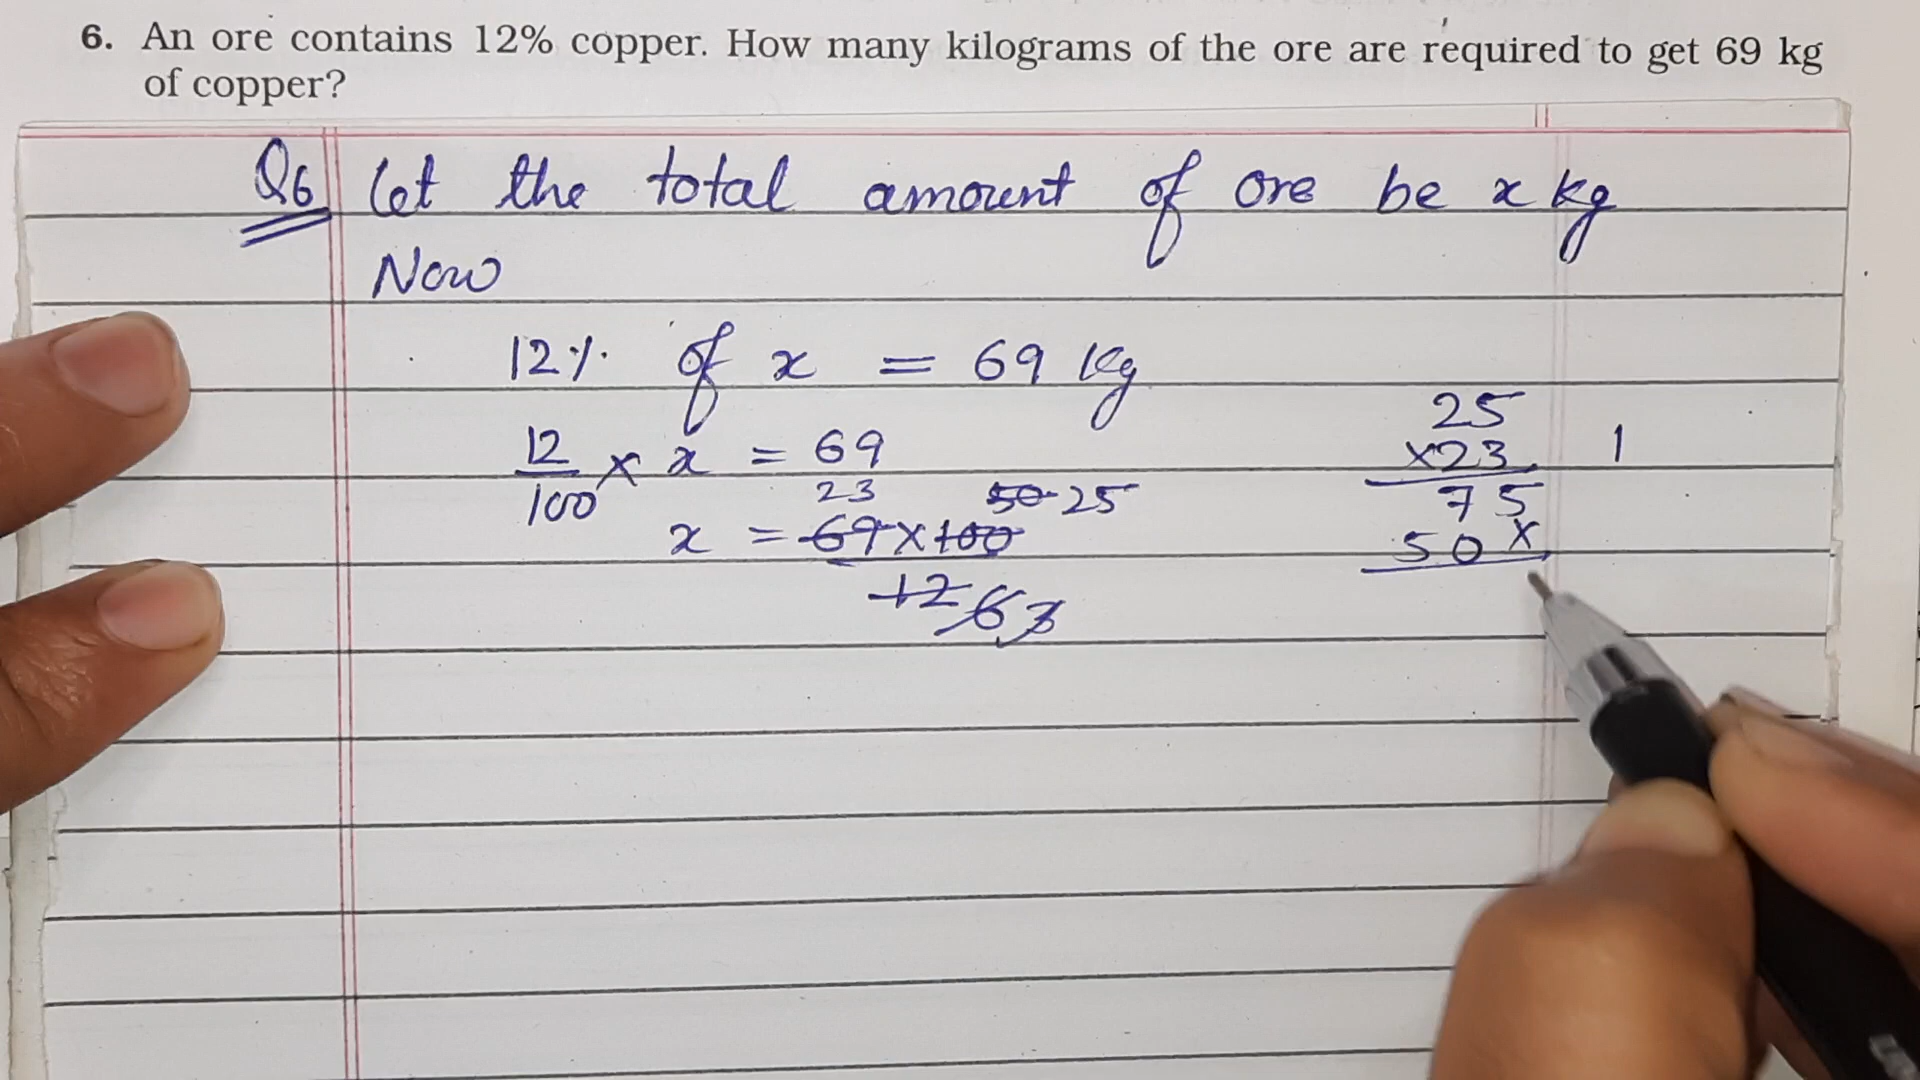 6. An ore contains 12% copper. How many kilograms of the ore are required to get 69 kg
of copper?
Q6 Let the total amount of ore be x kg
Now
12% of x = 69 kg
12/100 × x = 69
23 50 25
x = 69×100
12 6 3
25
×23 1
75
50×